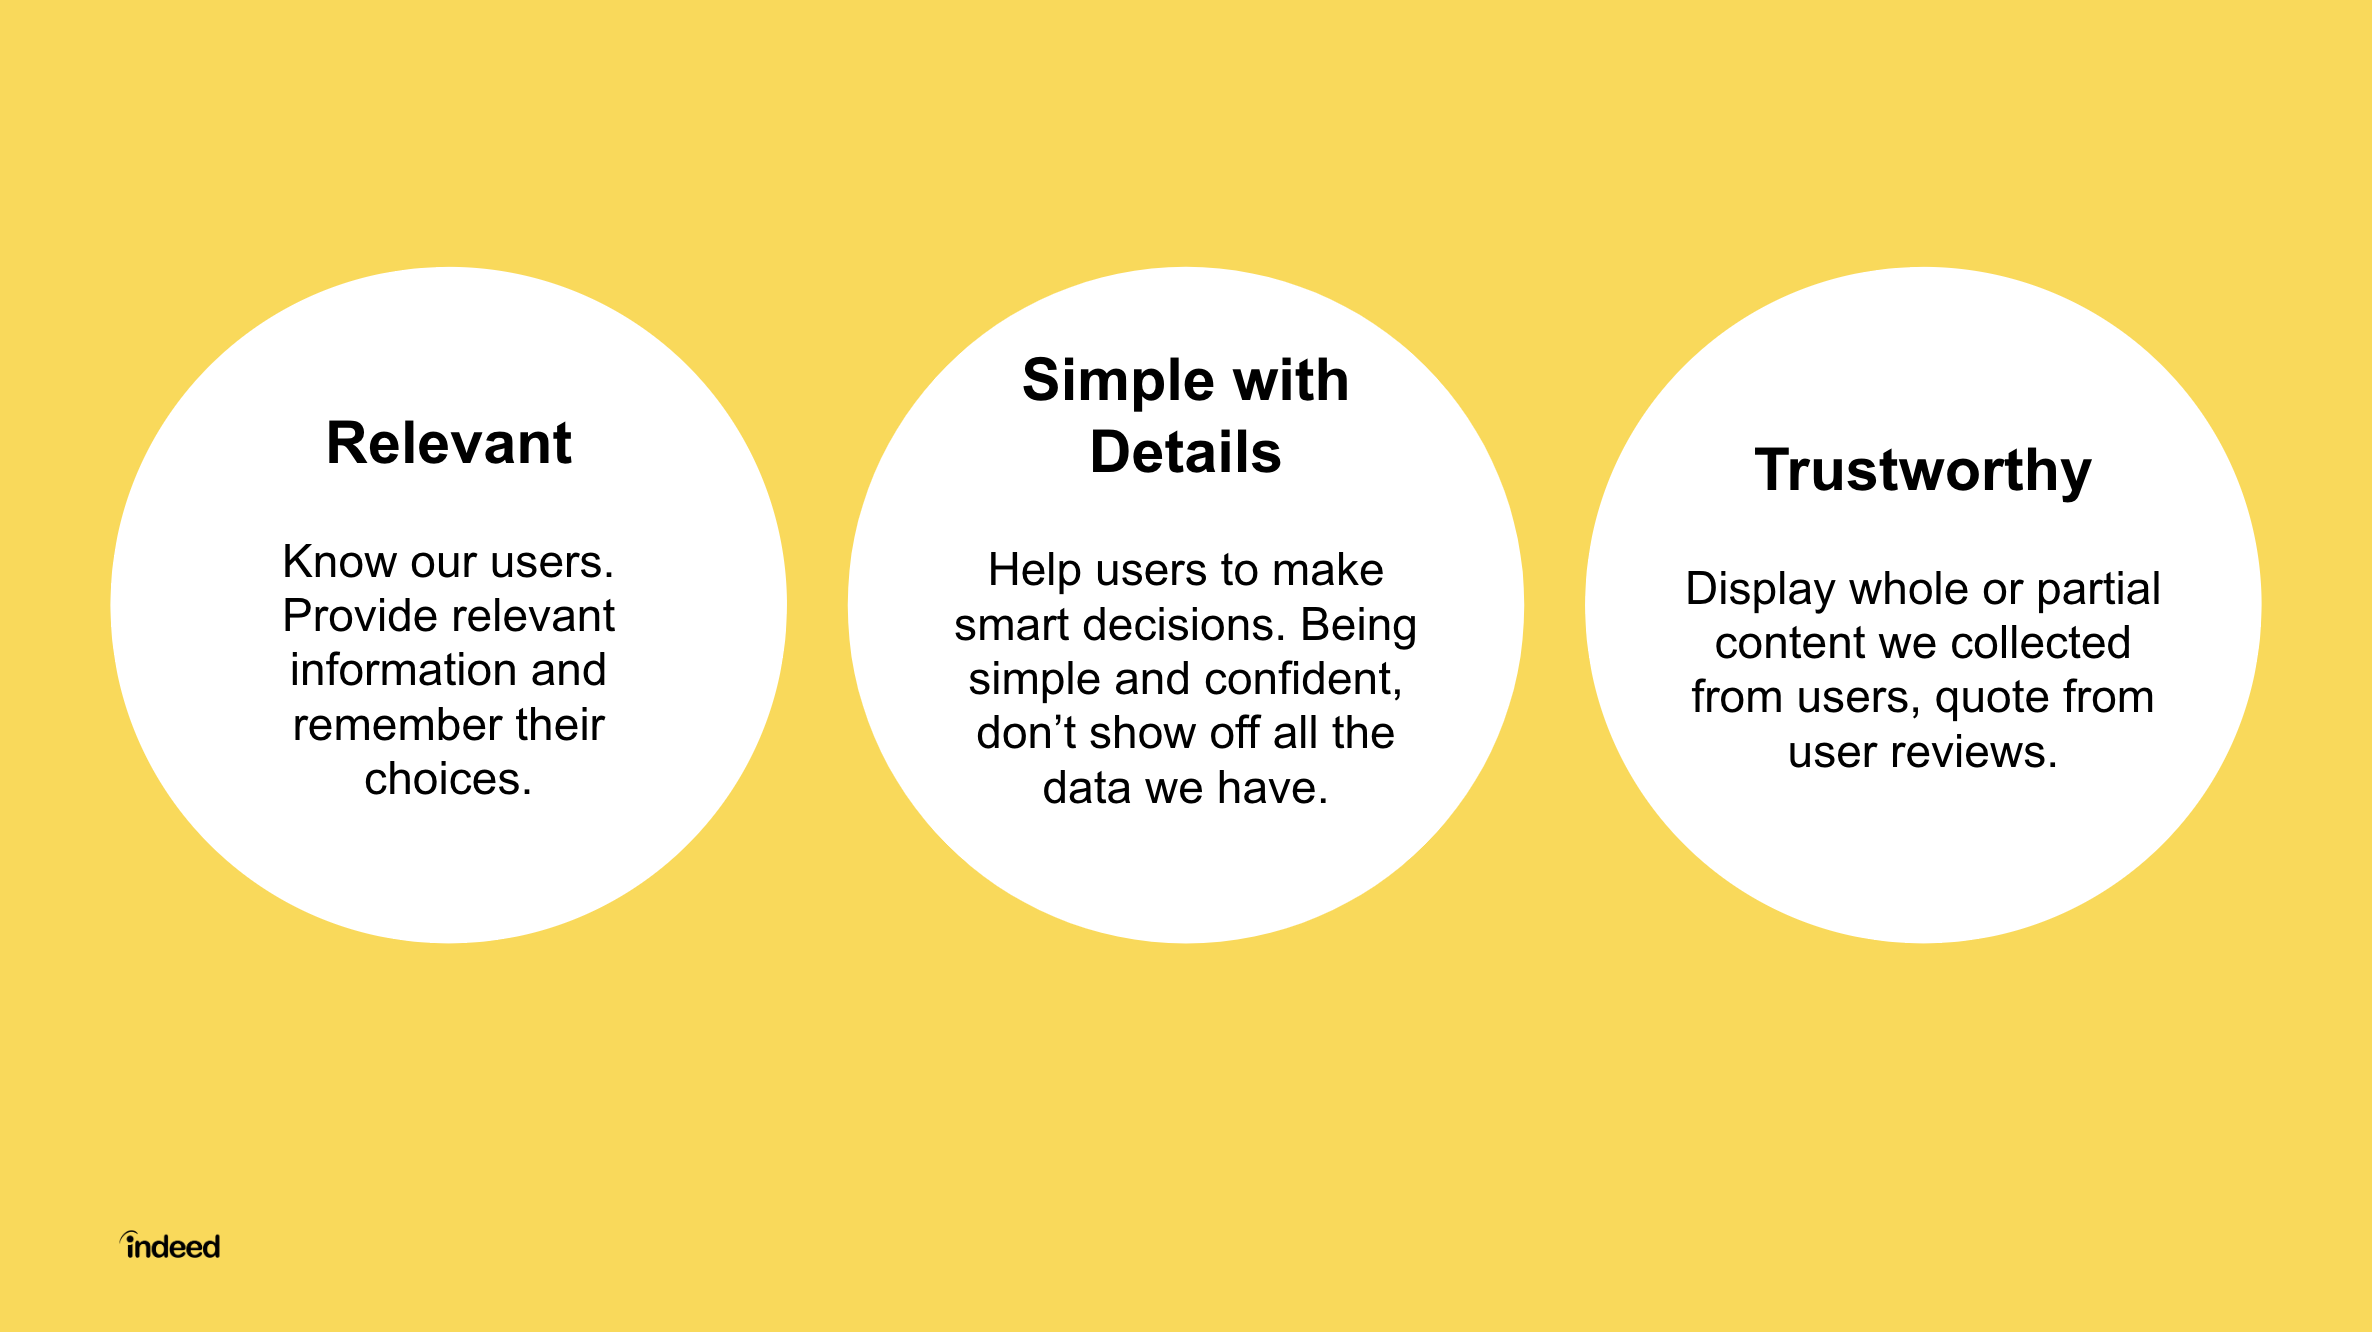 Relevant
Know our users.
Provide relevant
information and
remember their
choices.
Simple with
Details
Help users to make
smart decisions. Being
simple and confident,
don’t show off all the
data we have.
Trustworthy
Display whole or partial
content we collected
from users, quote from
user reviews.
indeed